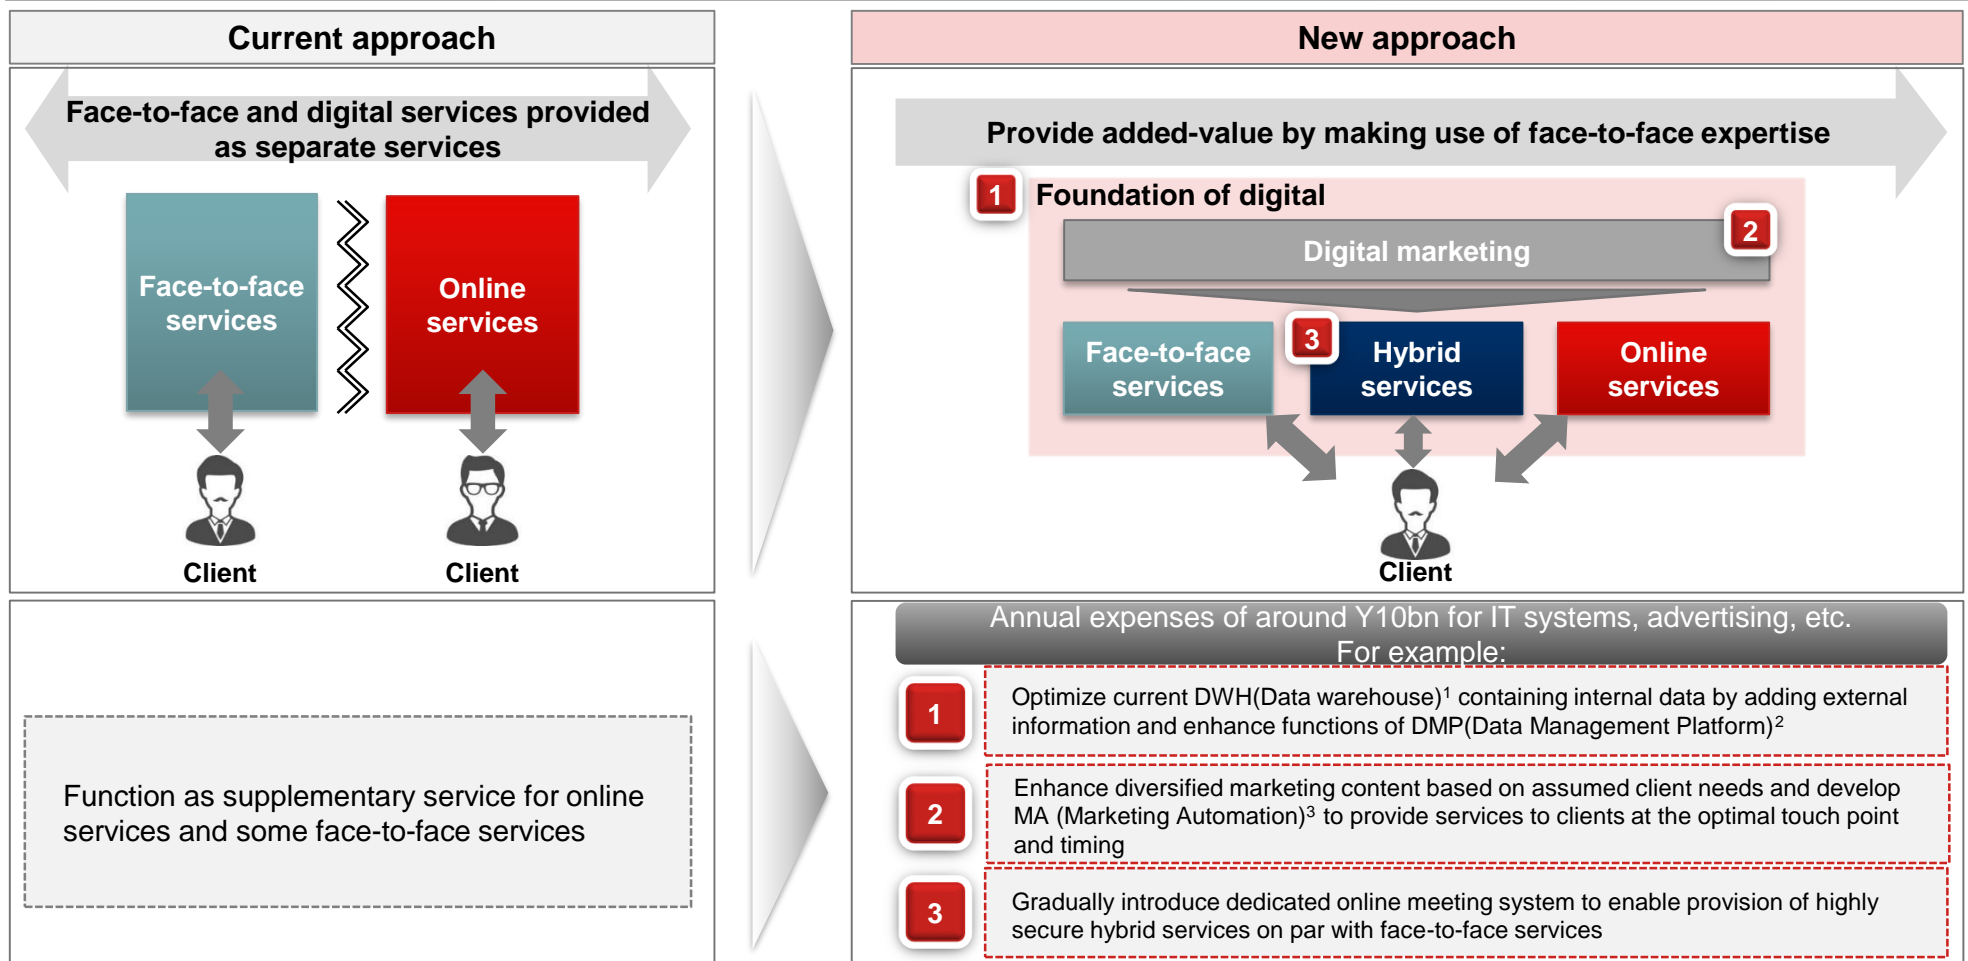 Current approach
Face-to-face and digital services provided
as separate services
Face-to-face
services
Online
services
Client
Client
Function as supplementary service for online
services and some face-to-face services
New approach
Provide added-value by making use of face-to-face expertise
1
Foundation of digital
2
Digital marketing
Face-to-face
services
3
Hybrid
services
Online
services
Client
Annual expenses of around Y10bn for IT systems, advertising, etc.
For example:
1
Optimize current DWH(Data warehouse)¹ containing internal data by adding external
information and enhance functions of DMP(Data Management Platform)²
2
Enhance diversified marketing content based on assumed client needs and develop
MA (Marketing Automation)³ to provide services to clients at the optimal touch point
and timing
3
Gradually introduce dedicated online meeting system to enable provision of highly
secure hybrid services on par with face-to-face services